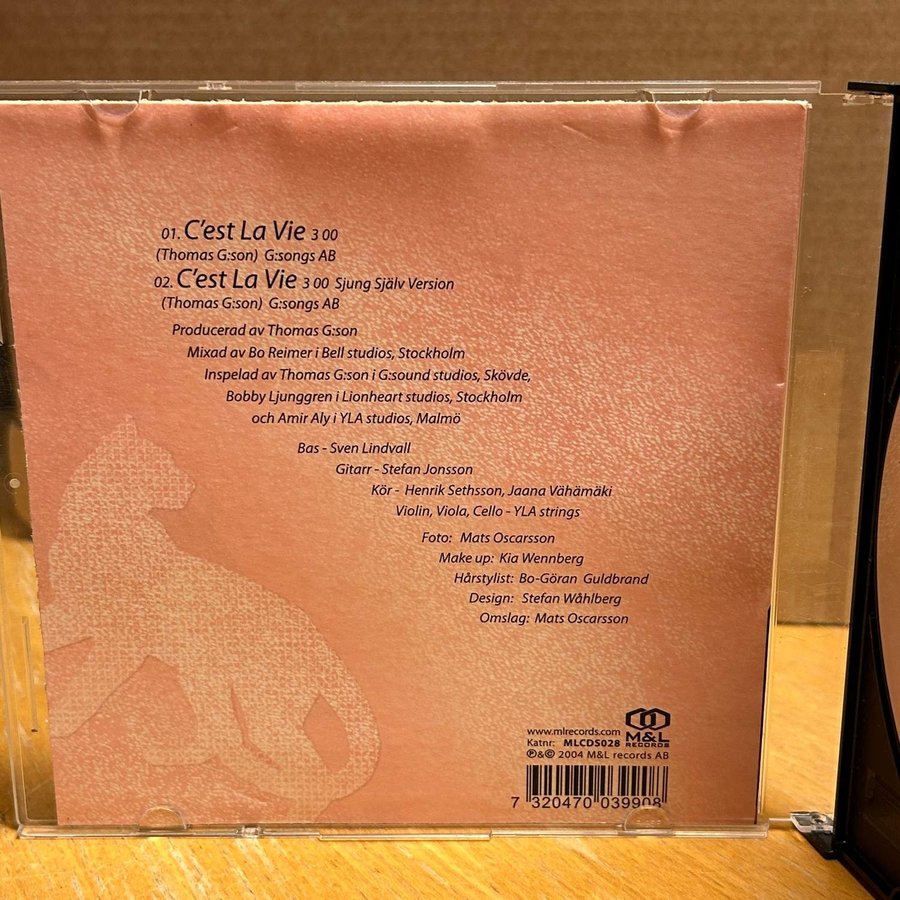 01. C'est La Vie 3 00
(Thomas G:son) G:songs AB
02. C'est La Vie 3 00 Sjung Själv Version
(Thomas G:son) G:songs AB
Producerad av Thomas G:son
Mixad av Bo Reimer i Bell studios, Stockholm
Inspelad av Thomas G:son i G:sound studios, Skövde,
Bobby Ljunggren i Lionheart studios, Stockholm
och Amir Aly i YLA studios, Malmö
Bas - Sven Lindvall
Gitarr - Stefan Jonsson
Kör - Henrik Sethsson, Jaana Vähämäki
Violin, Viola, Cello - YLA strings
Foto: Mats Oscarsson
Make up: Kia Wennberg
Hårstylist: Bo-Göran Guldbrand
Design: Stefan Wåhlberg
Omslag: Mats Oscarsson
www.mlrecords.com
M&L
RECORDS
Katnr: MLCDS028
℗&© 2004 M&L records AB
7 320470 039908